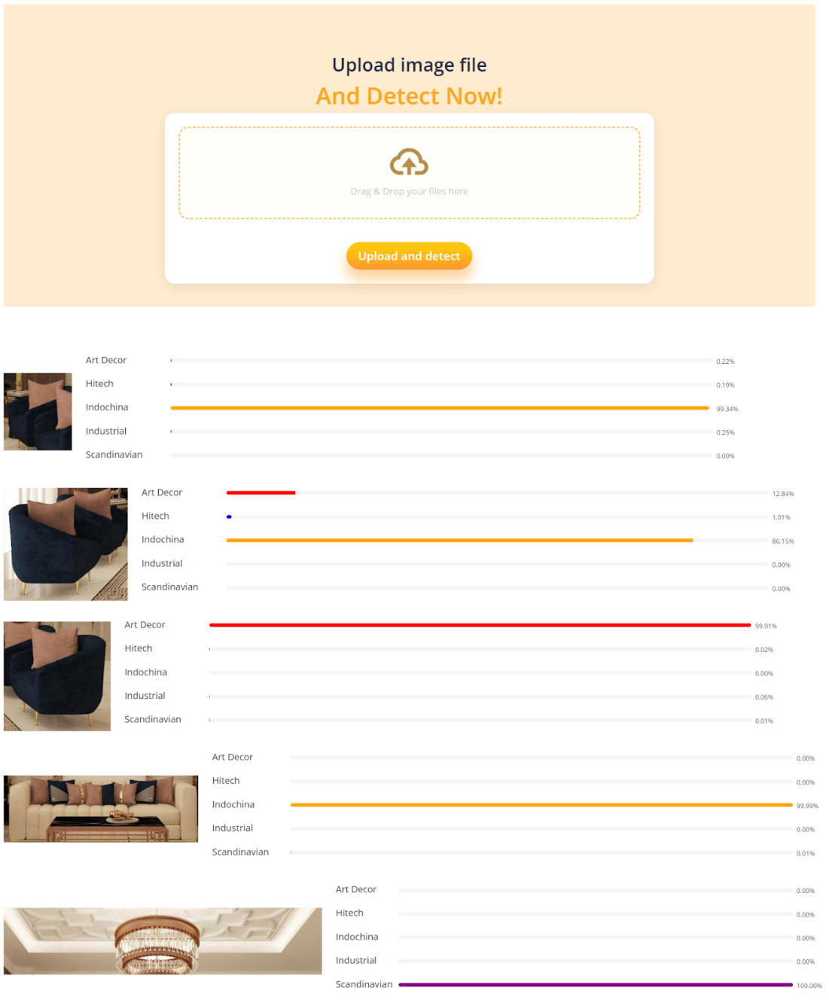 Upload image file
And Detect Now!
Drag & Drop your files here
Upload and detect
Art Decor 0.22%
Hitech 0.19%
Indochina 99.34%
Industrial 0.25%
Scandinavian 0.00%
Art Decor 12.84%
Hitech 1.01%
Indochina 86.15%
Industrial 0.00%
Scandinavian 0.00%
Art Decor 99.91%
Hitech 0.02%
Indochina 0.00%
Industrial 0.06%
Scandinavian 0.01%
Art Decor 0.00%
Hitech 0.00%
Indochina 99.99%
Industrial 0.00%
Scandinavian 0.01%
Art Decor 0.00%
Hitech 0.00%
Indochina 0.00%
Industrial 0.00%
Scandinavian 100.00%